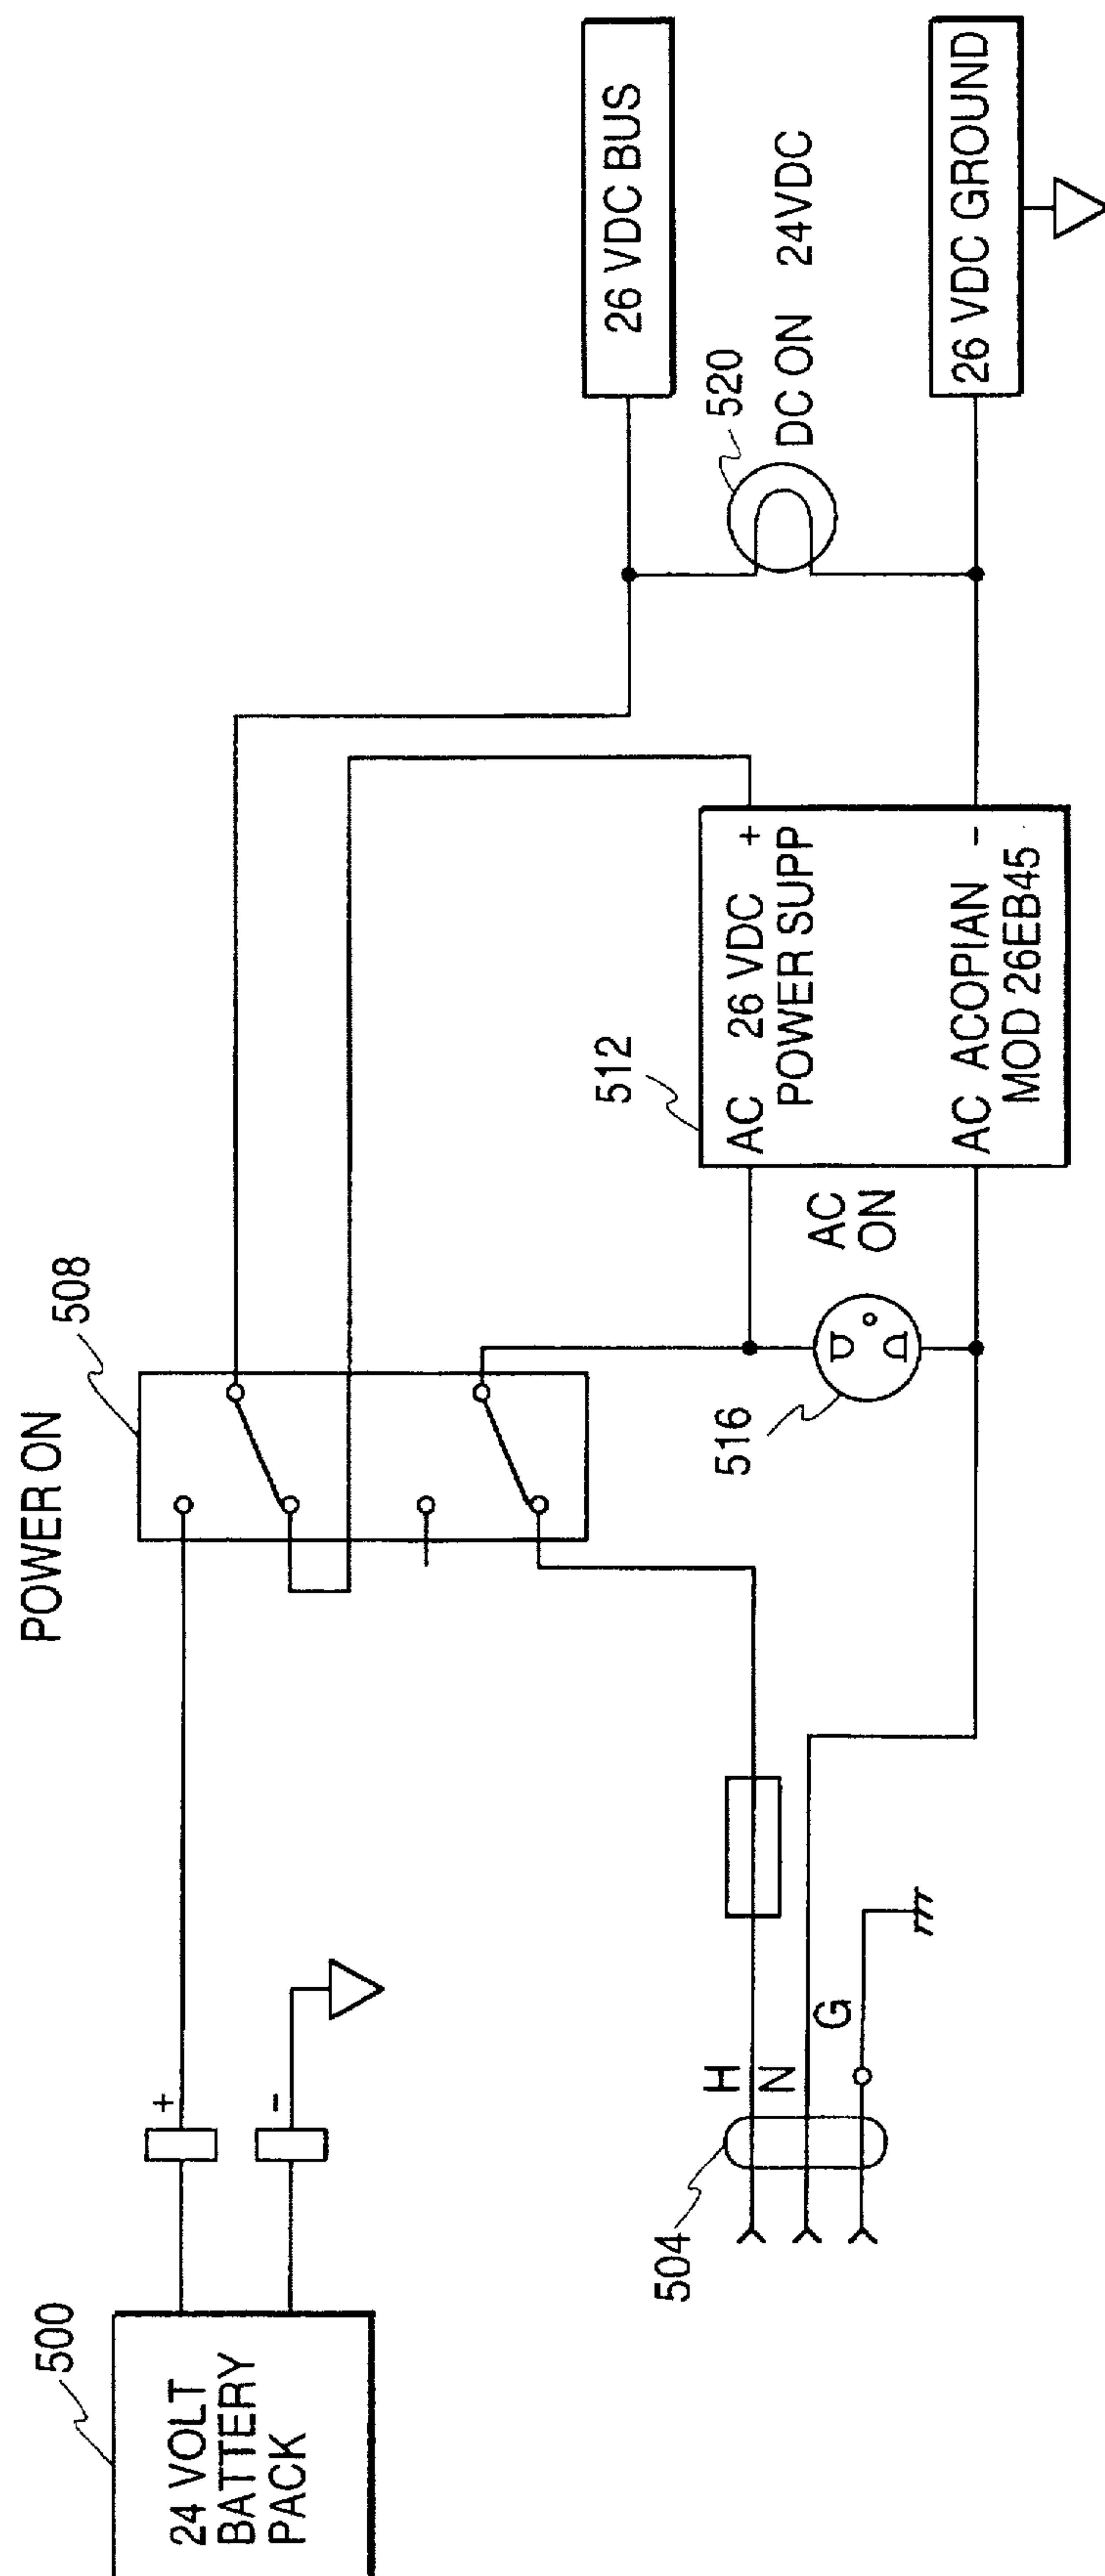 POWER ON
500
24 VOLT
BATTERY
PACK
+
-
508
26 VDC BUS
520
DC ON 24VDC
26 VDC GROUND
512
AC 26 VDC +
POWER SUPP
AC ACOPIAN -
MOD 26EB45
AC
ON
516
504
H
N
G